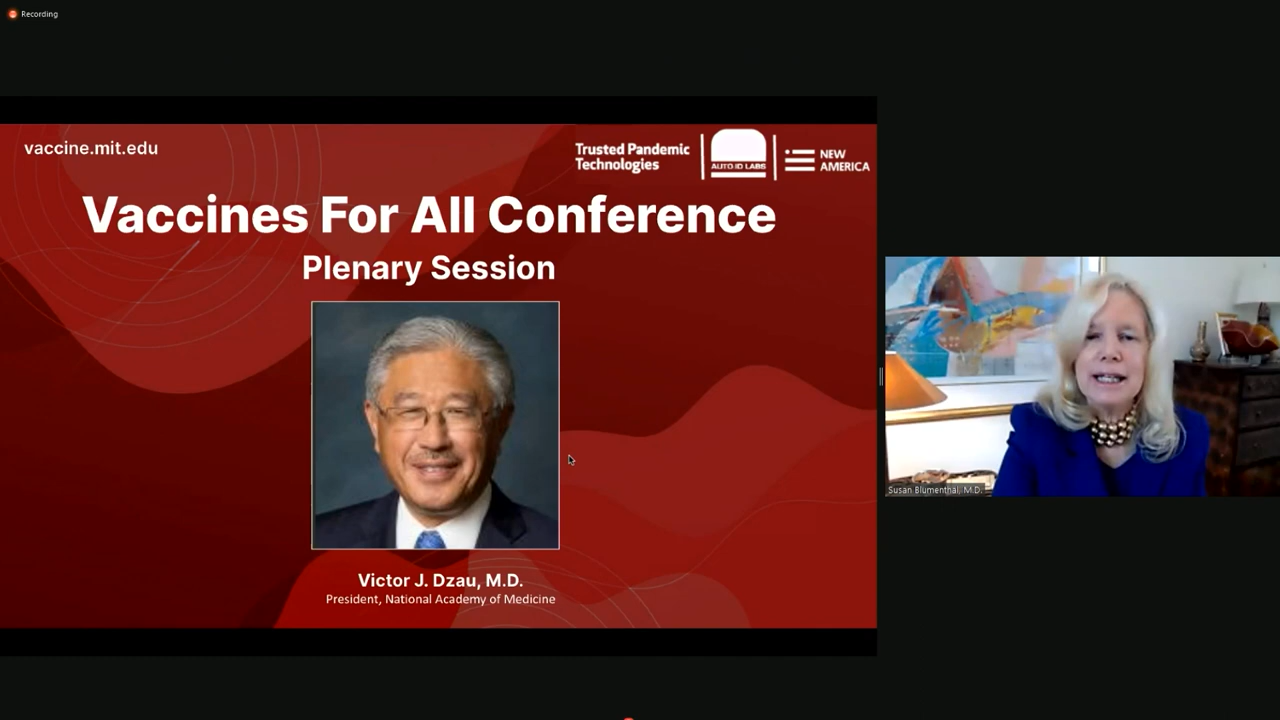 Recording
vaccine.mit.edu
Trusted Pandemic
Technologies
AUTO ID LABS
NEW
AMERICA
Vaccines For All Conference
Plenary Session
Victor J. Dzau, M.D.
President, National Academy of Medicine
Susan Blumenthal, M.D.